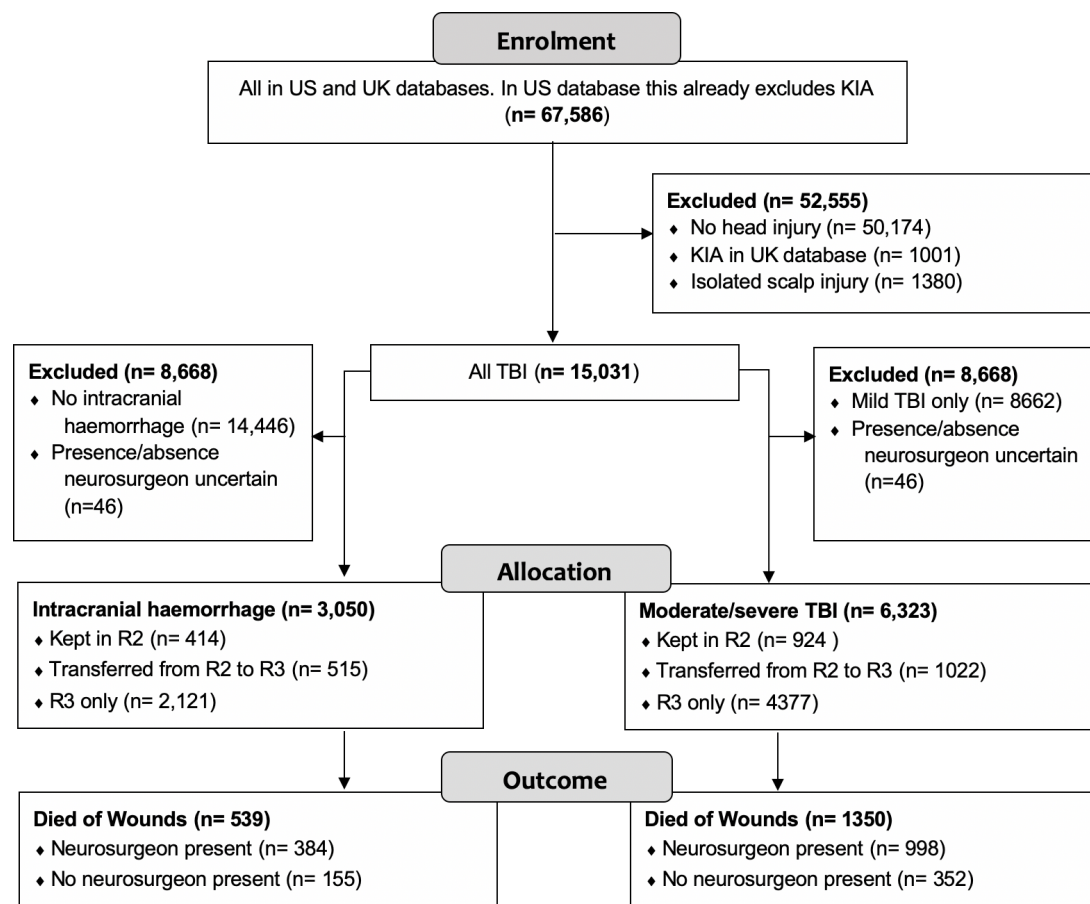 Enrolment
All in US and UK databases. In US database this already excludes KIA
(n= 67,586)
Excluded (n= 52,555)
♦ No head injury (n= 50,174)
♦ KIA in UK database (n= 1001)
♦ Isolated scalp injury (n= 1380)
All TBI (n= 15,031)
Excluded (n= 8,668)
♦ No intracranial
haemorrhage (n= 14,446)
♦ Presence/absence
neurosurgeon uncertain
(n=46)
Excluded (n= 8,668)
♦ Mild TBI only (n= 8662)
♦ Presence/absence
neurosurgeon uncertain
(n=46)
Allocation
Intracranial haemorrhage (n= 3,050)
♦ Kept in R2 (n= 414)
♦ Transferred from R2 to R3 (n= 515)
♦ R3 only (n= 2,121)
Moderate/severe TBI (n= 6,323)
♦ Kept in R2 (n= 924 )
♦ Transferred from R2 to R3 (n= 1022)
♦ R3 only (n= 4377)
Outcome
Died of Wounds (n= 539)
♦ Neurosurgeon present (n= 384)
♦ No neurosurgeon present (n= 155)
Died of Wounds (n= 1350)
♦ Neurosurgeon present (n= 998)
♦ No neurosurgeon present (n= 352)